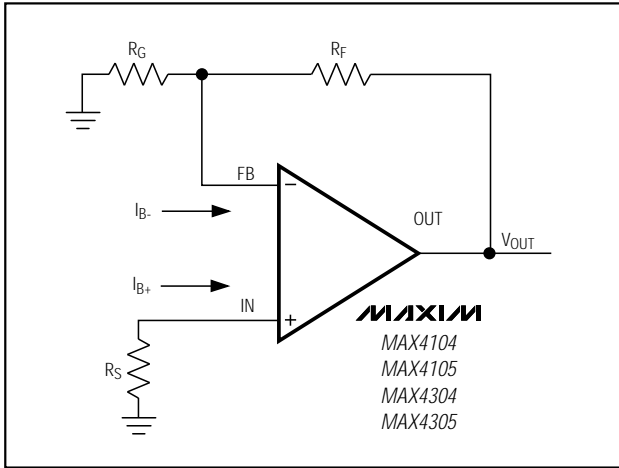 RG
RF
FB
−
IB-
OUT
VOUT
IB+
IN
+
MAXIM
RS
MAX4104
MAX4105
MAX4304
MAX4305